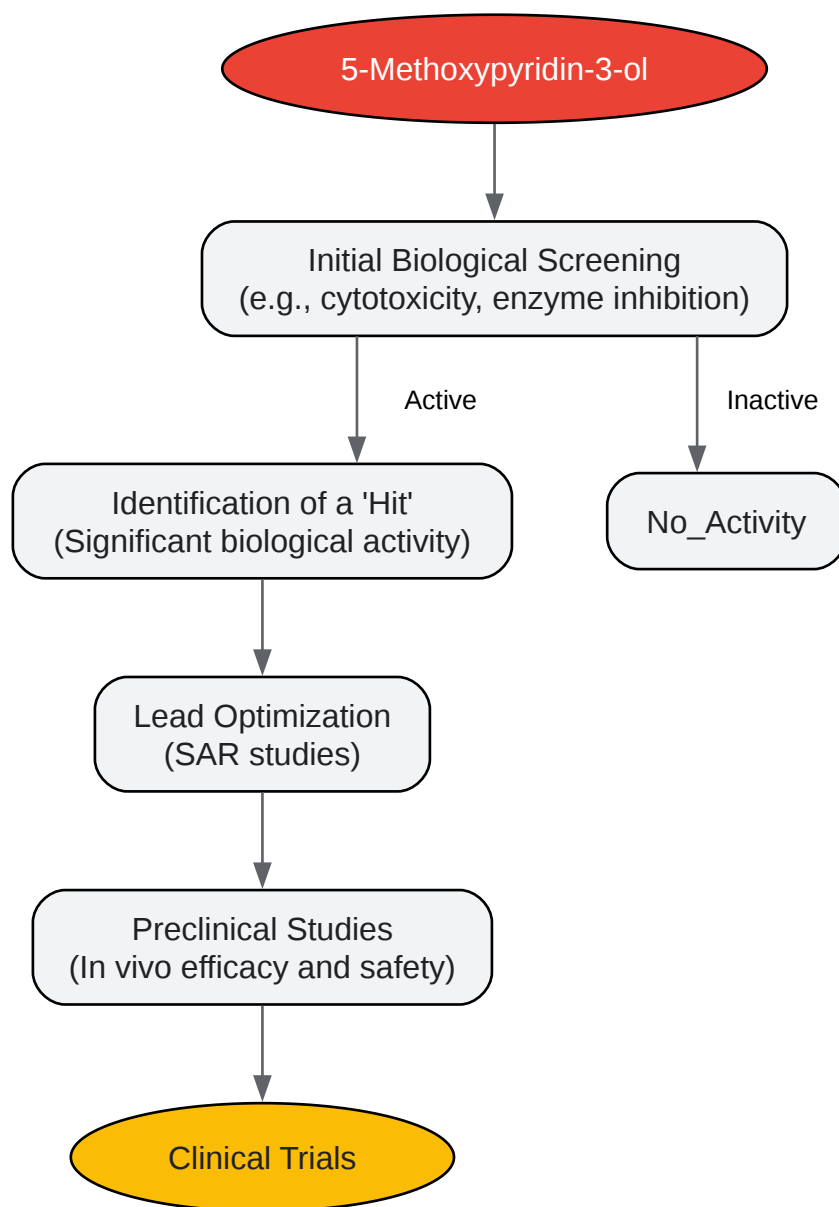 5-Methoxypyridin-3-ol
Initial Biological Screening
(e.g., cytotoxicity, enzyme inhibition)
Active
Inactive
Identification of a 'Hit'
(Significant biological activity)
No_Activity
Lead Optimization
(SAR studies)
Preclinical Studies
(In vivo efficacy and safety)
Clinical Trials